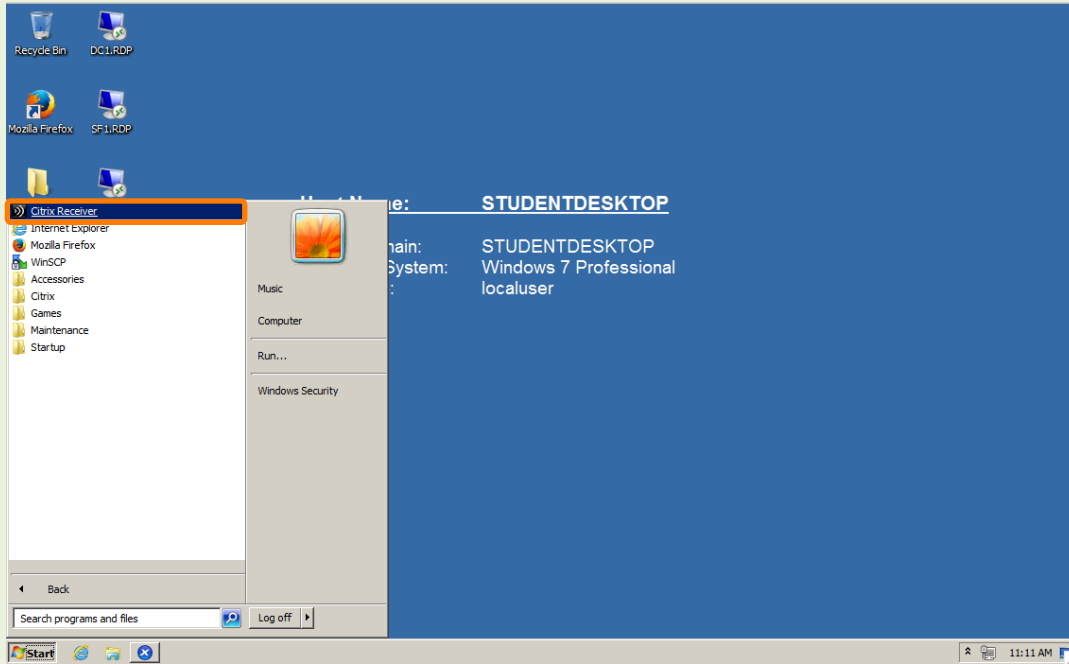 Recycle Bin
DC1.RDP
Mozilla Firefox
SF1.RDP
STUDENTDESKTOP
STUDENTDESKTOP
System: Windows 7 Professional
localuser
Citrix Receiver
Internet Explorer
Mozilla Firefox
WinSCP
Accessories
Citrix
Games
Maintenance
Startup
Music
Computer
Run...
Windows Security
Back
Search programs and files
Log off
Start
11:11 AM